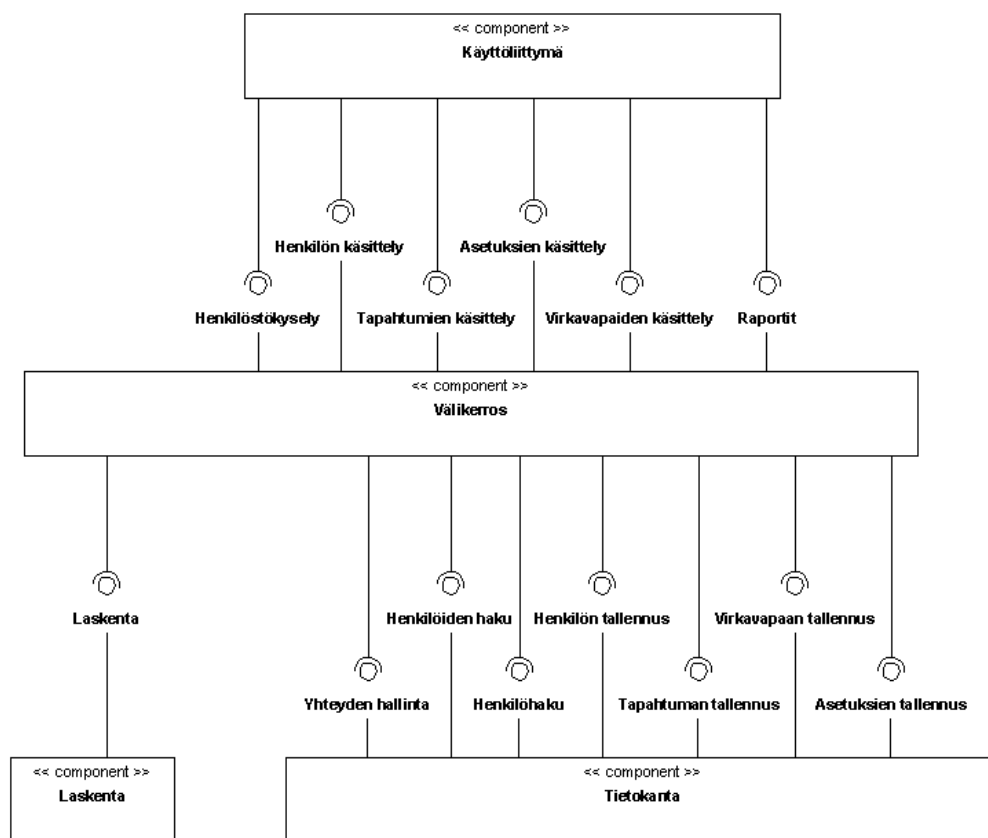 << component >>
Käyttöliittymä
Henkilön käsittely
Asetuksien käsittely
Henkilöstökysely
Tapahtumien käsittely
Virkavapaiden käsittely
Raportit
<< component >>
Välikerros
Laskenta
Henkilöiden haku
Henkilön tallennus
Virkavapaan tallennus
Yhteyden hallinta
Henkilöhaku
Tapahtuman tallennus
Asetuksien tallennus
<< component >>
Laskenta
<< component >>
Tietokanta